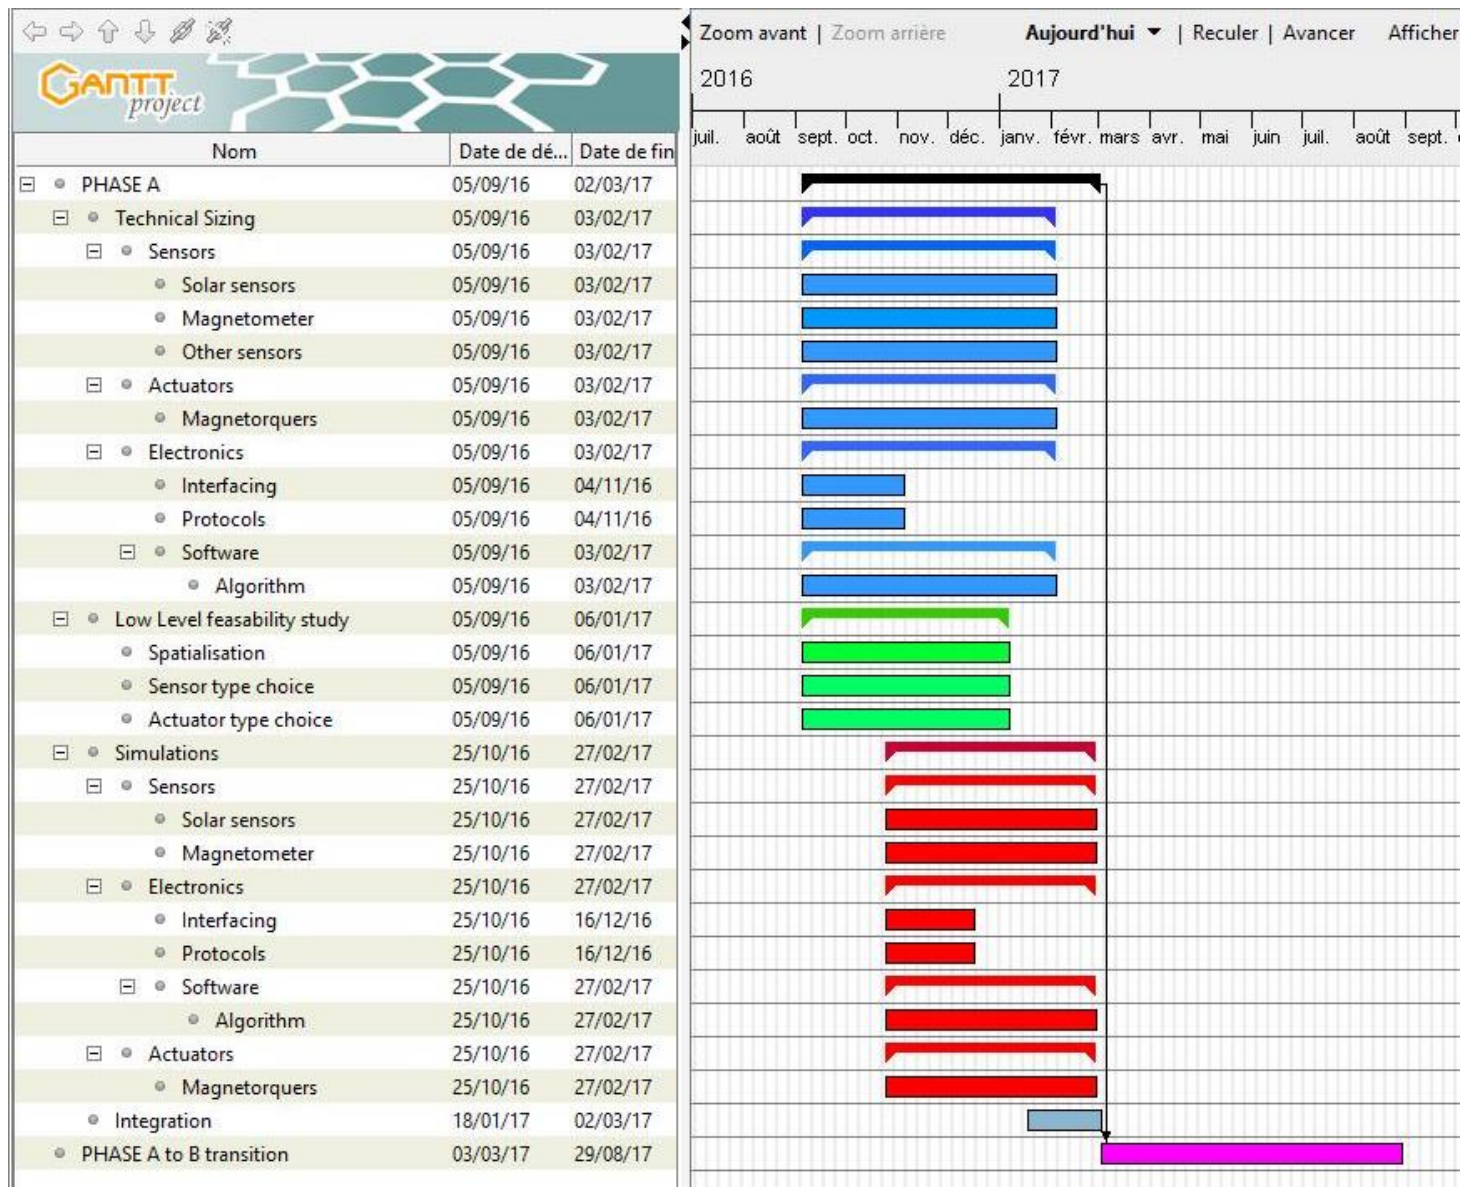 Zoom avant | Zoom arrière Aujourd'hui | Reculer | Avancer Afficher
GANTT project
2016 2017
juil. août sept. oct. nov. déc. janv. févr. mars avr. mai juin juil. août sept.
Nom Date de dé... Date de fin
PHASE A 05/09/16 02/03/17
Technical Sizing 05/09/16 03/02/17
Sensors 05/09/16 03/02/17
Solar sensors 05/09/16 03/02/17
Magnetometer 05/09/16 03/02/17
Other sensors 05/09/16 03/02/17
Actuators 05/09/16 03/02/17
Magnetorquers 05/09/16 03/02/17
Electronics 05/09/16 03/02/17
Interfacing 05/09/16 04/11/16
Protocols 05/09/16 04/11/16
Software 05/09/16 03/02/17
Algorithm 05/09/16 03/02/17
Low Level feasability study 05/09/16 06/01/17
Spatialisation 05/09/16 06/01/17
Sensor type choice 05/09/16 06/01/17
Actuator type choice 05/09/16 06/01/17
Simulations 25/10/16 27/02/17
Sensors 25/10/16 27/02/17
Solar sensors 25/10/16 27/02/17
Magnetometer 25/10/16 27/02/17
Electronics 25/10/16 27/02/17
Interfacing 25/10/16 16/12/16
Protocols 25/10/16 16/12/16
Software 25/10/16 27/02/17
Algorithm 25/10/16 27/02/17
Actuators 25/10/16 27/02/17
Magnetorquers 25/10/16 27/02/17
Integration 18/01/17 02/03/17
PHASE A to B transition 03/03/17 29/08/17